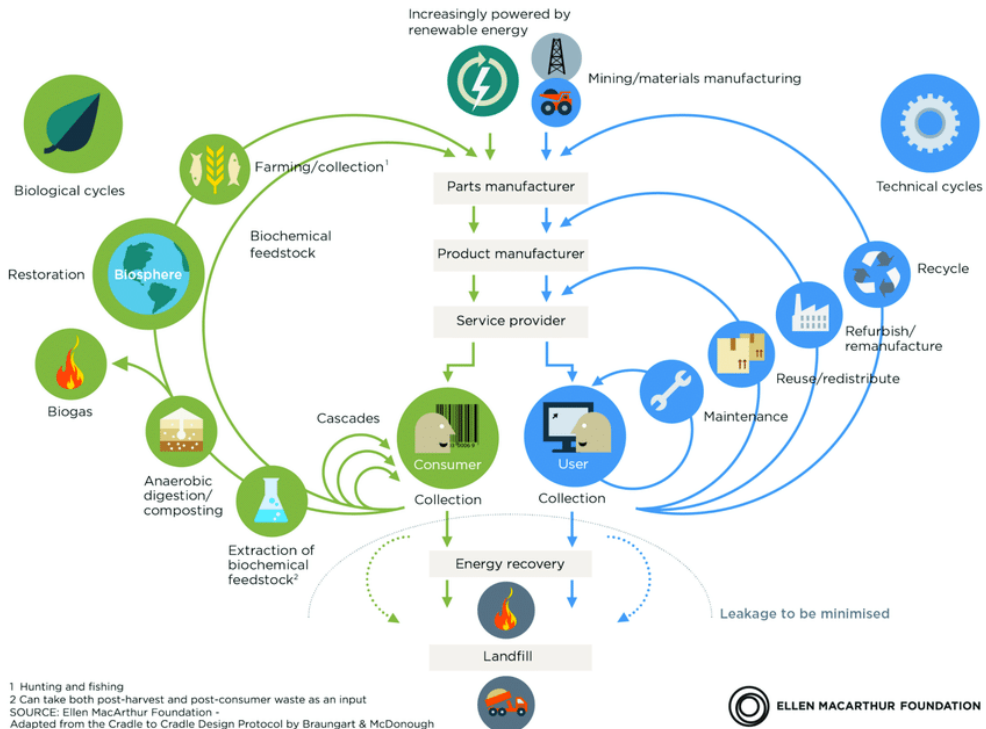 Increasingly powered by
renewable energy
Mining/materials manufacturing
Biological cycles
Technical cycles
Farming/collection¹
Parts manufacturer
Biochemical
feedstock
Product manufacturer
Restoration
Biosphere
Recycle
Service provider
Refurbish/
remanufacture
Reuse/redistribute
Biogas
Cascades
Maintenance
Consumer
User
Anaerobic
digestion/
composting
Collection
Collection
Extraction of
biochemical
feedstock²
Energy recovery
Leakage to be minimised
Landfill
1 Hunting and fishing
2 Can take both post-harvest and post-consumer waste as an input
SOURCE: Ellen MacArthur Foundation -
Adapted from the Cradle to Cradle Design Protocol by Braungart & McDonough
ELLEN MACARTHUR FOUNDATION